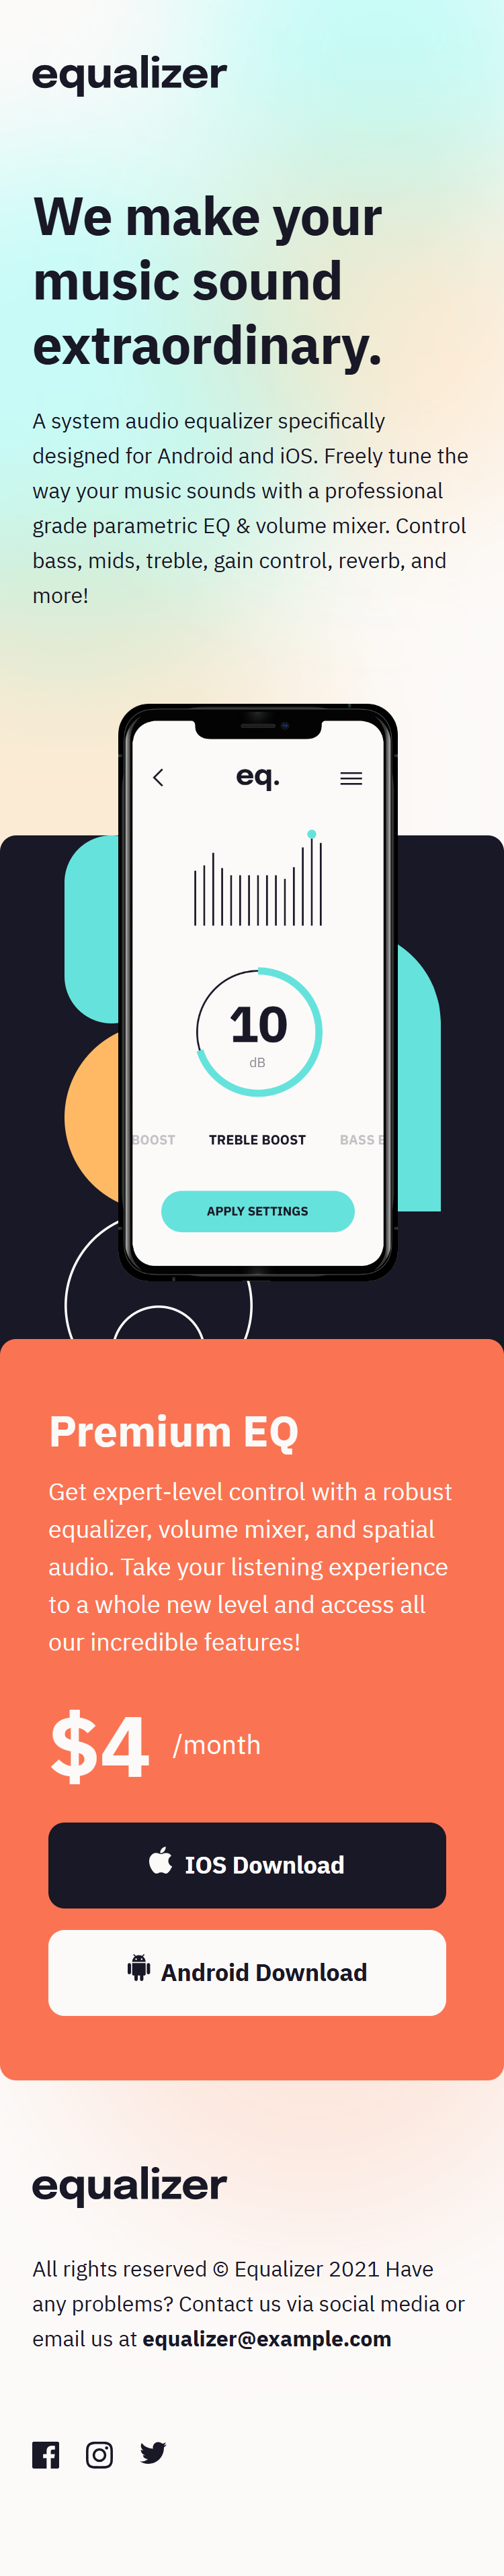 equalizer
We make your
music sound
extraordinary.
A system audio equalizer specifically
designed for Android and iOS. Freely tune the
way your music sounds with a professional
grade parametric EQ & volume mixer. Control
bass, mids, treble, gain control, reverb, and
more!
eq.
10
dB
BOOST TREBLE BOOST BASS
APPLY SETTINGS
Premium EQ
Get expert-level control with a robust
equalizer, volume mixer, and spatial
audio. Take your listening experience
to a whole new level and access all
our incredible features!
$4 /month
IOS Download
Android Download
equalizer
All rights reserved © Equalizer 2021 Have
any problems? Contact us via social media or
email us at equalizer@example.com